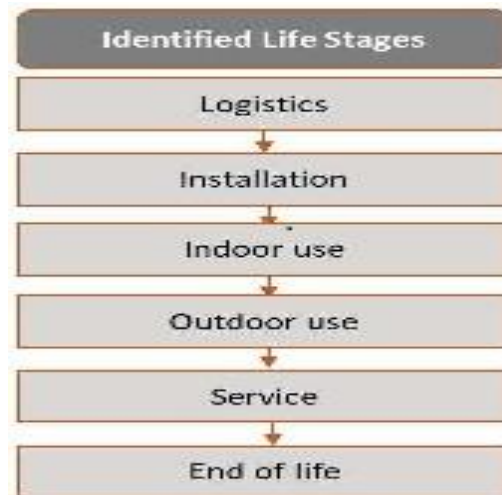 Identified Life Stages
Logistics
Installation
Indoor use
Outdoor use
Service
End of life